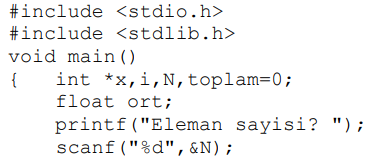 #include <stdio.h>
#include <stdlib.h>
void main()
{   int *x,i,N,toplam=0;
    float ort;
    printf("Eleman sayisi? ");
    scanf("%d",&N);